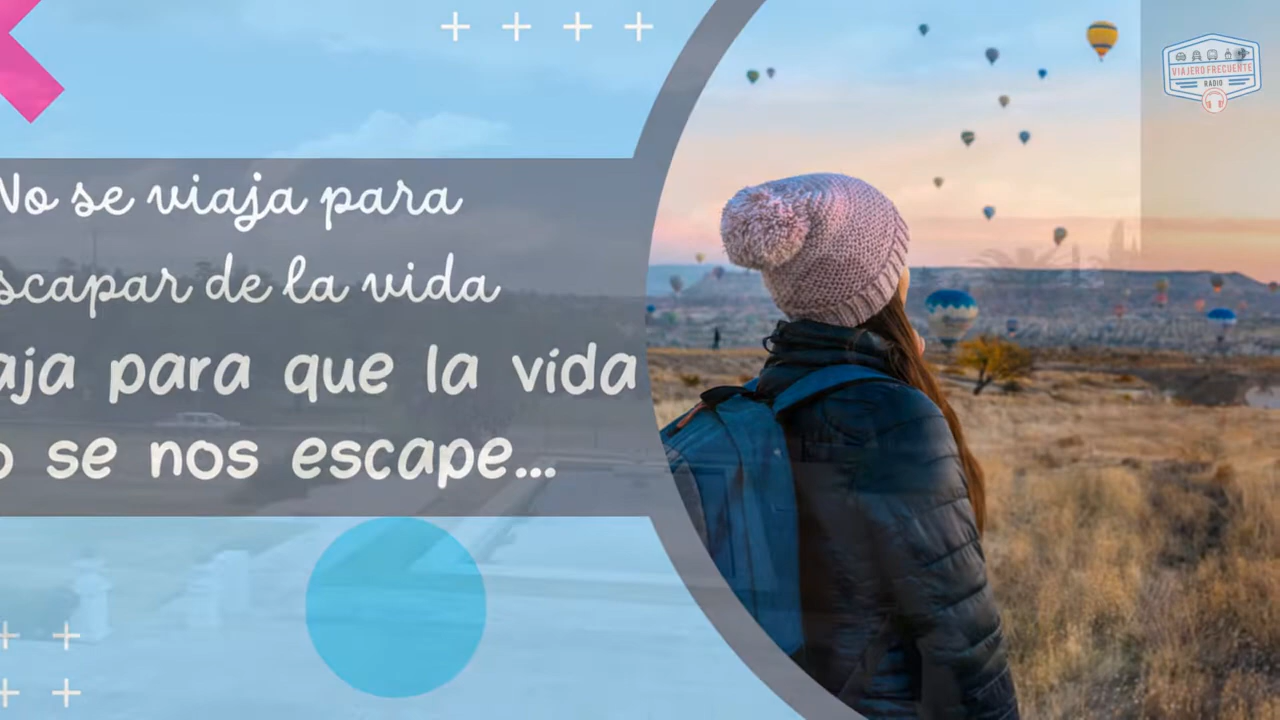 No se viaja para
scapar de la vida
aja para que la vida
o se nos escape...
VIAJERO FRECUENTE
RADIO